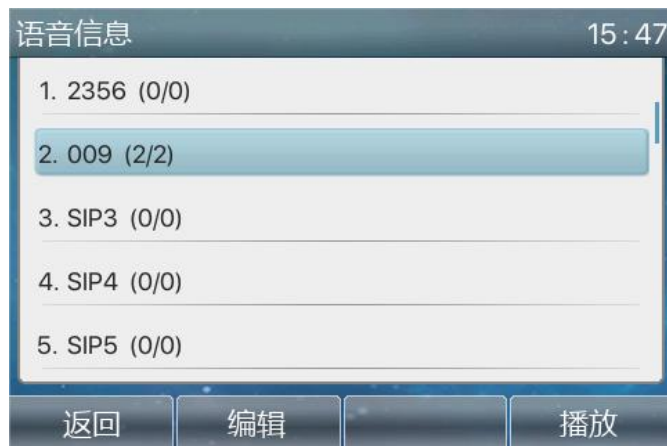 语音信息 15:47
1. 2356 (0/0)
2. 009 (2/2)
3. SIP3 (0/0)
4. SIP4 (0/0)
5. SIP5 (0/0)
返回 编辑 播放